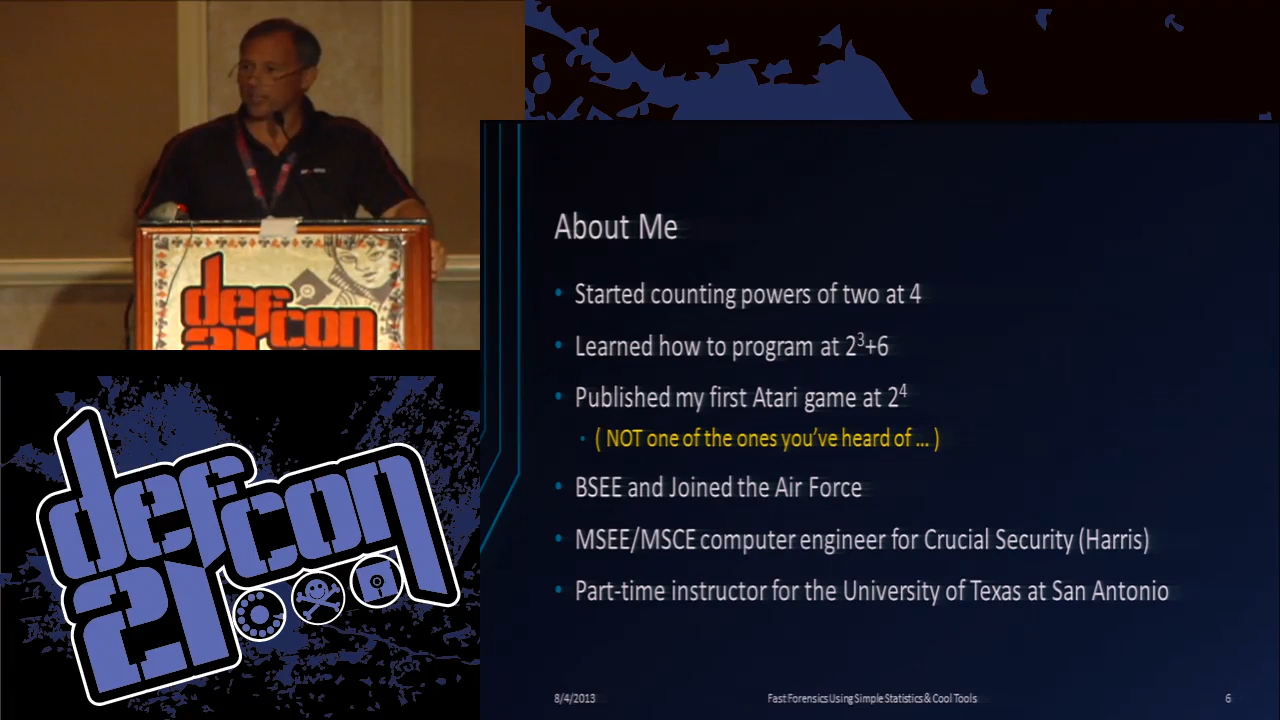 defcon
21
defcon
21
About Me
• Started counting powers of two at 4
• Learned how to program at 2³+6
• Published my first Atari game at 2⁴
• ( NOT one of the ones you’ve heard of ... )
• BSEE and Joined the Air Force
• MSEE/MSCE computer engineer for Crucial Security (Harris)
• Part-time instructor for the University of Texas at San Antonio
8/4/2013 Fast Forensics Using Simple Statistics & Cool Tools 6